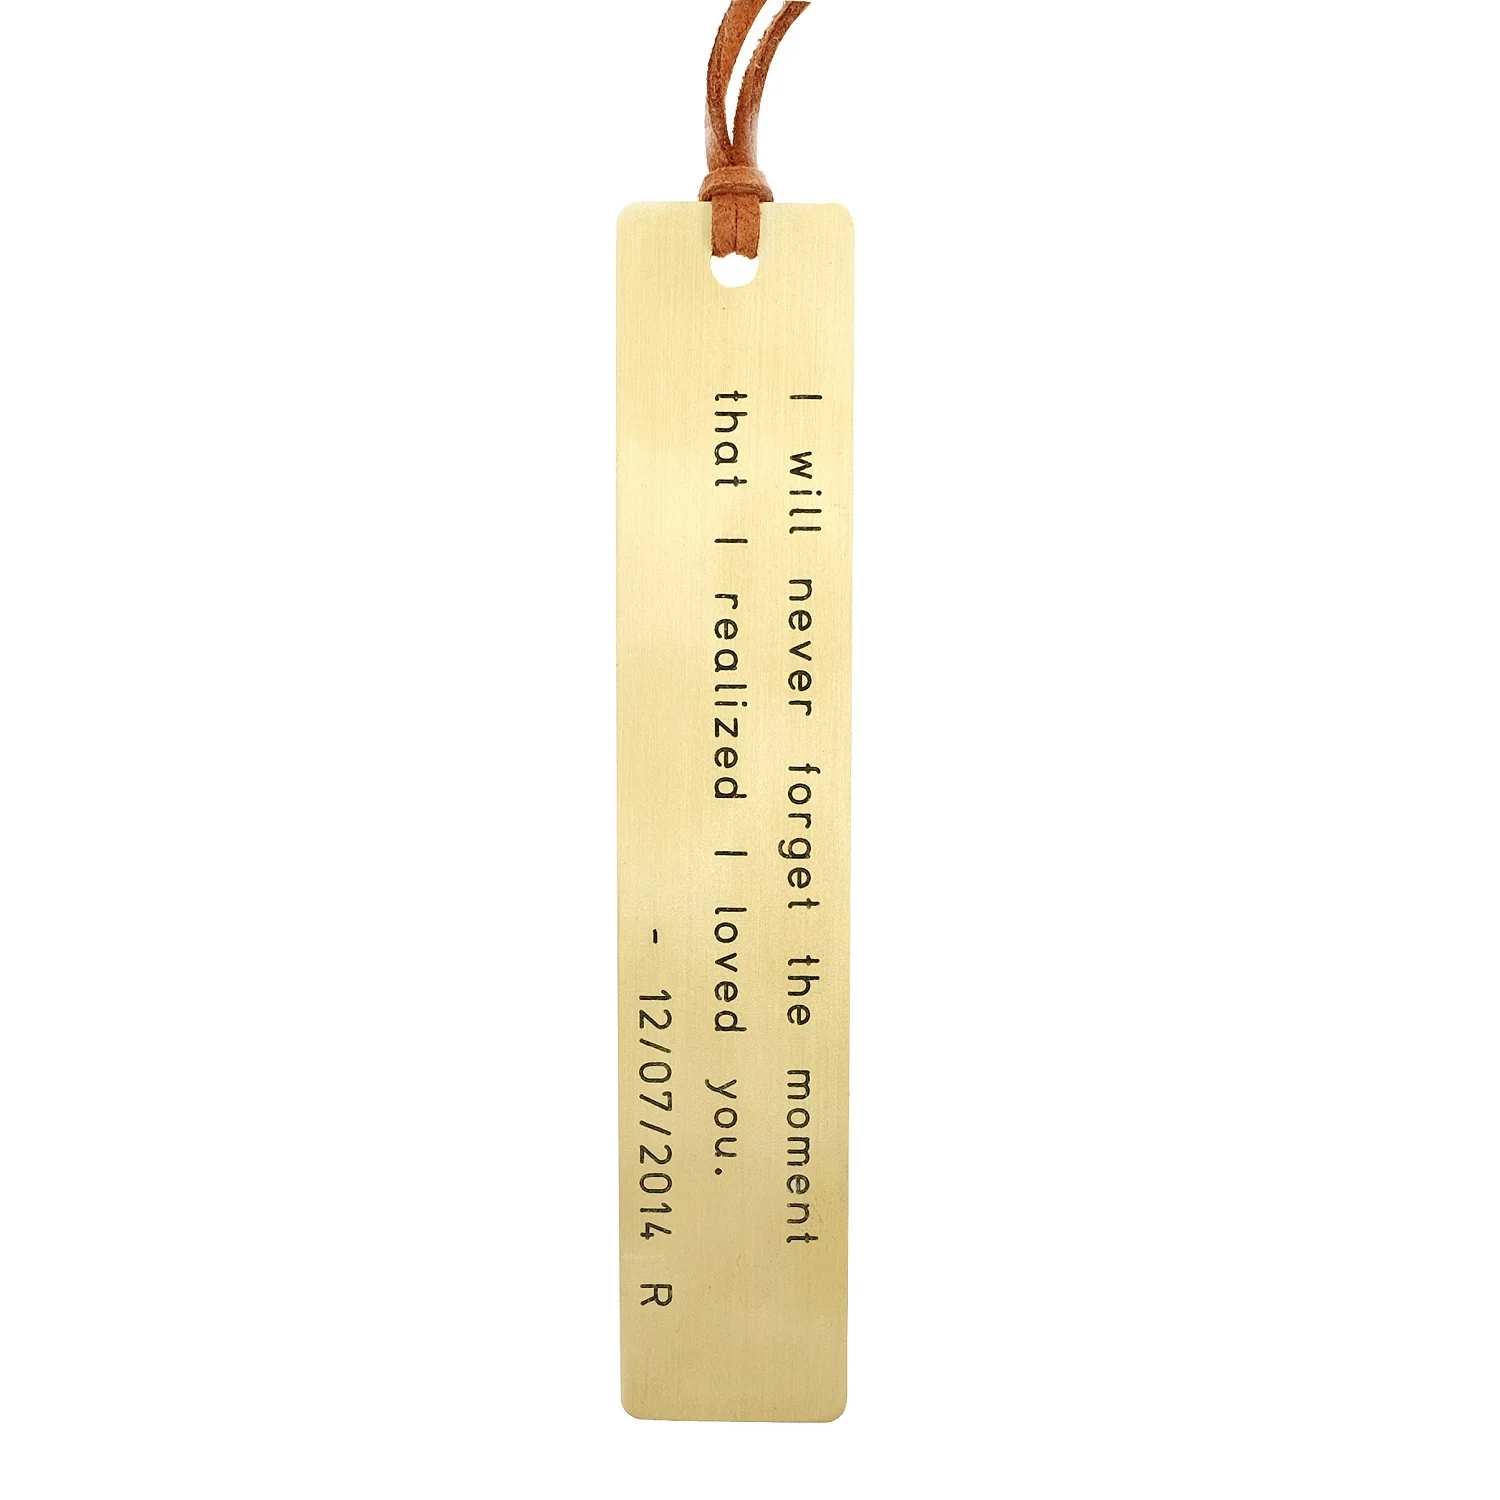 I will never forget the moment
that I realized I loved you.
- 12/07/2014 R